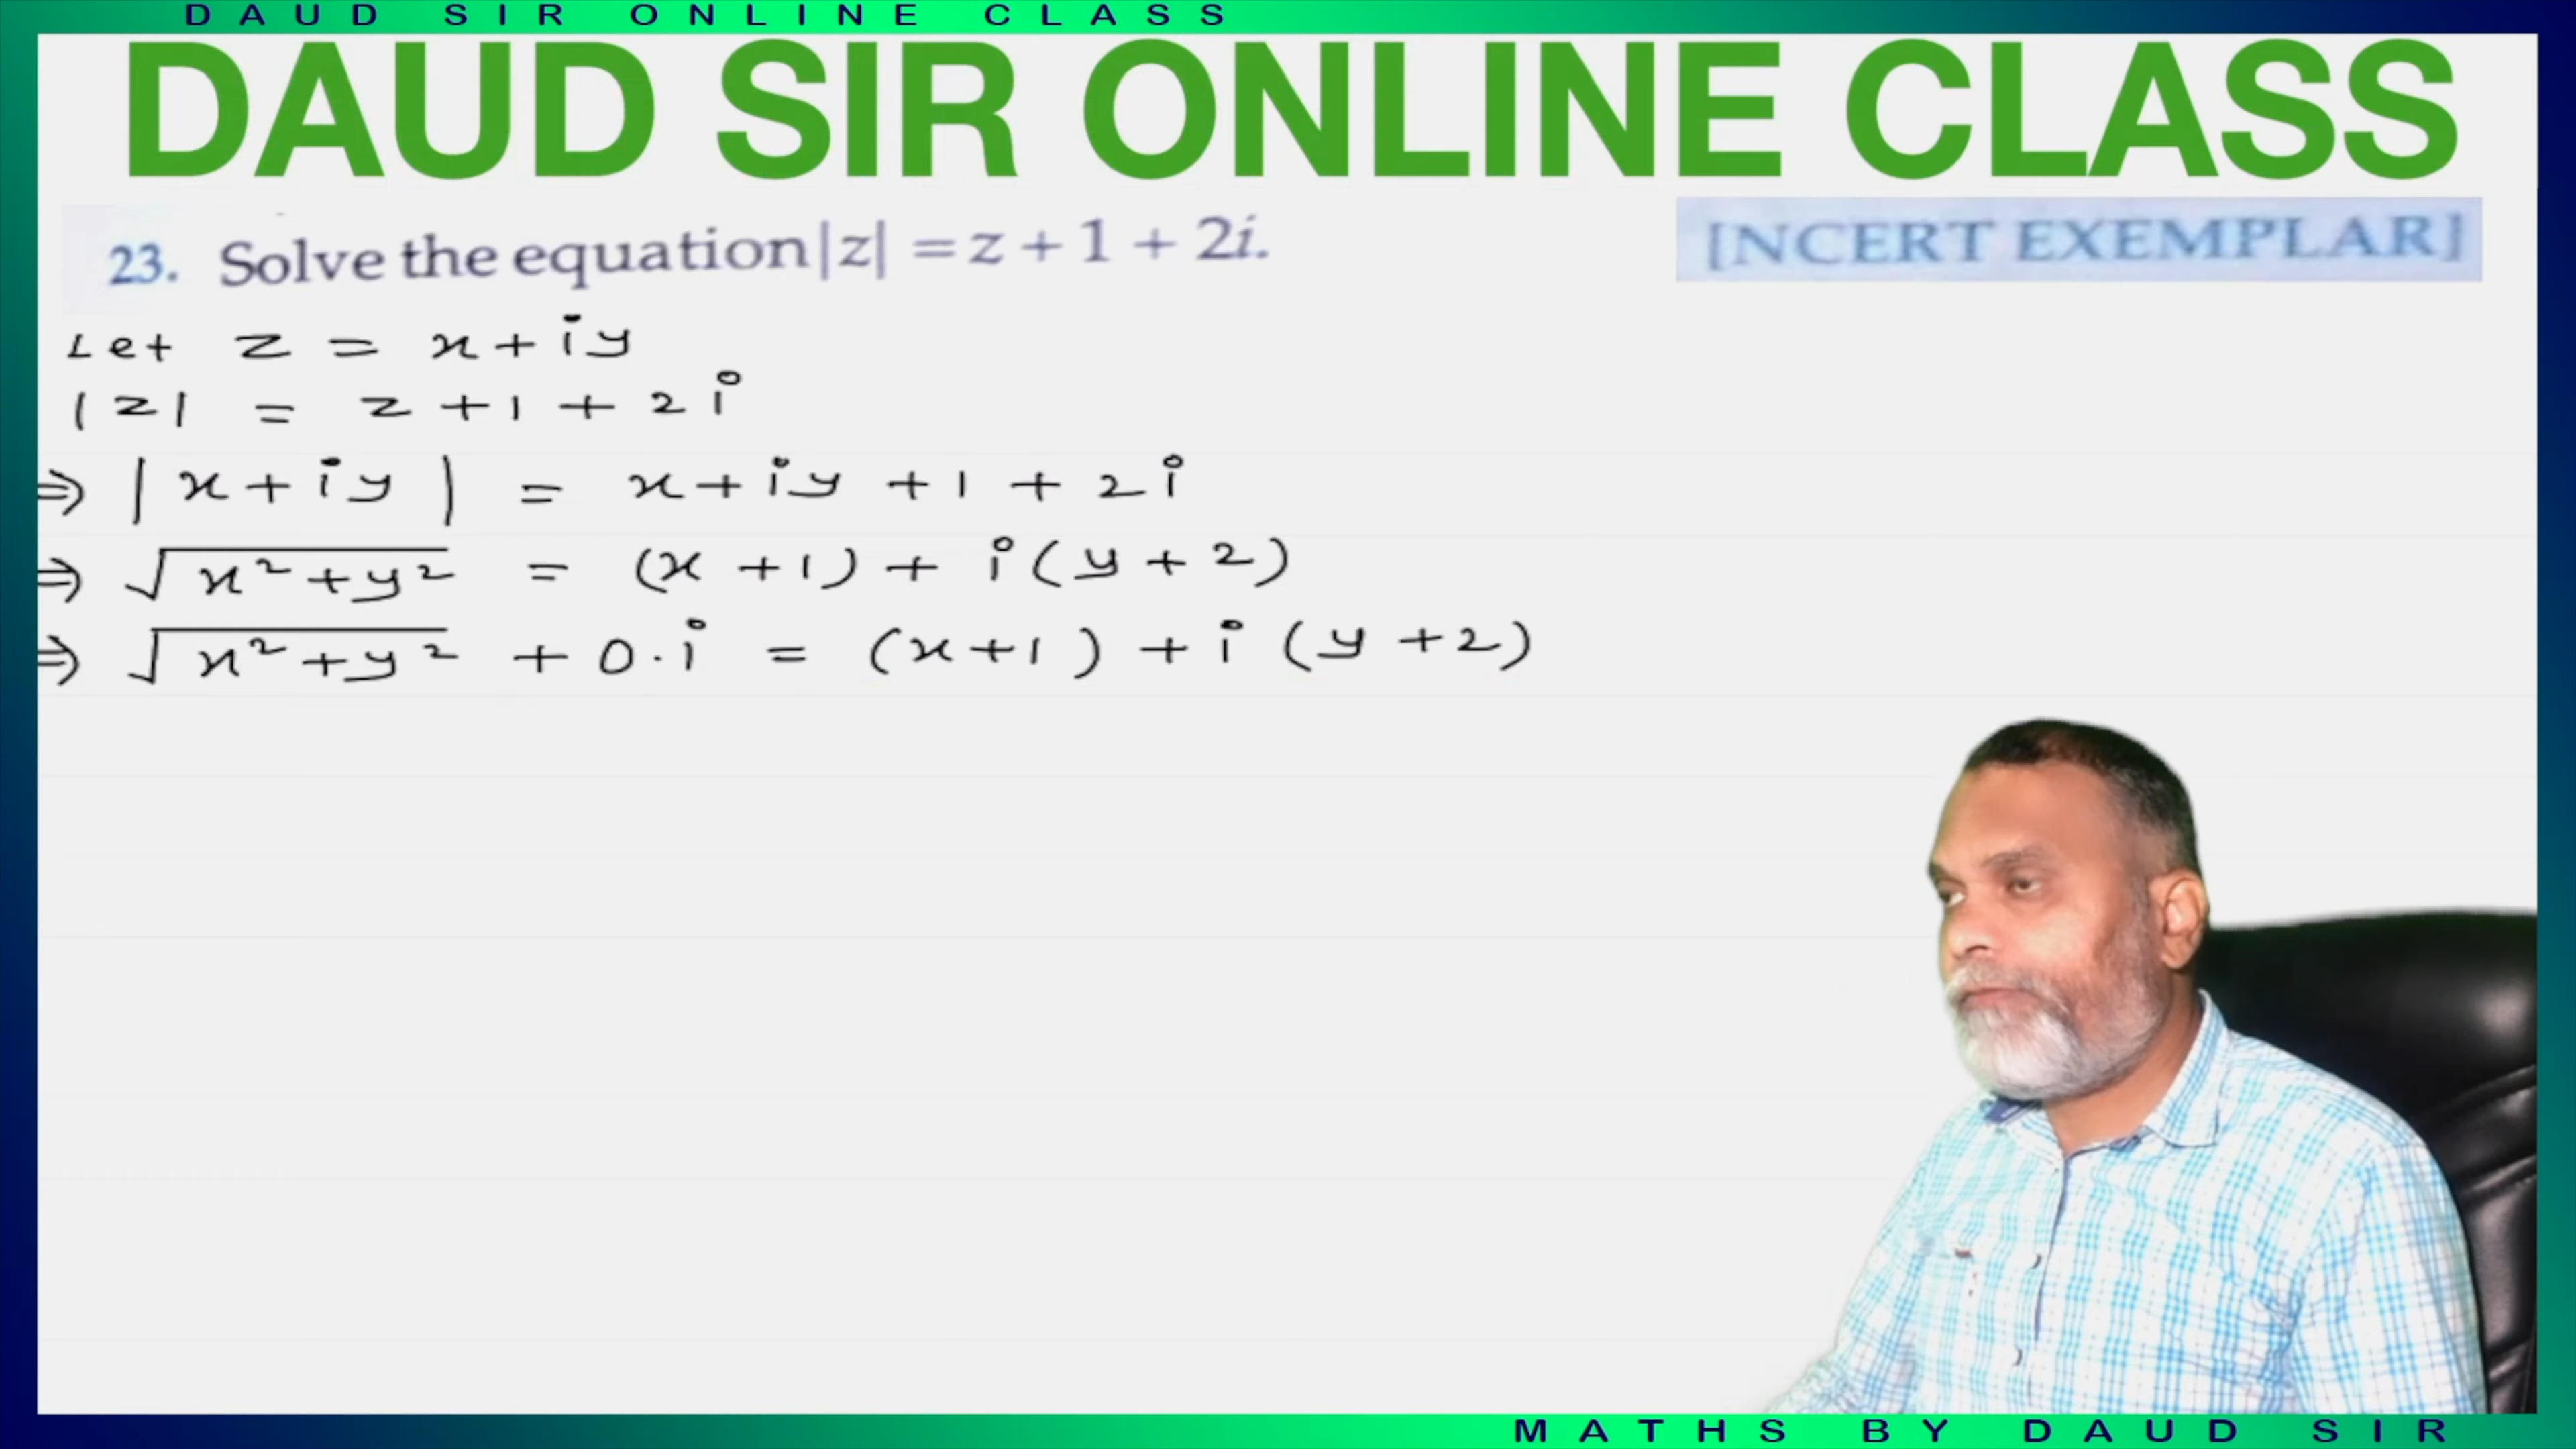 DAUD SIR ONLINE CLASS
DAUD SIR ONLINE CLASS
23. Solve the equation |z| = z + 1 + 2i. [NCERT EXEMPLAR]
Let z = x + iy
|z| = z + 1 + 2i
⇒ |x + iy| = x + iy + 1 + 2i
⇒ √(x²+y²) = (x + 1) + i(y + 2)
⇒ √(x²+y²) + 0·i = (x+1) + i(y+2)
MATHS BY DAUD SIR